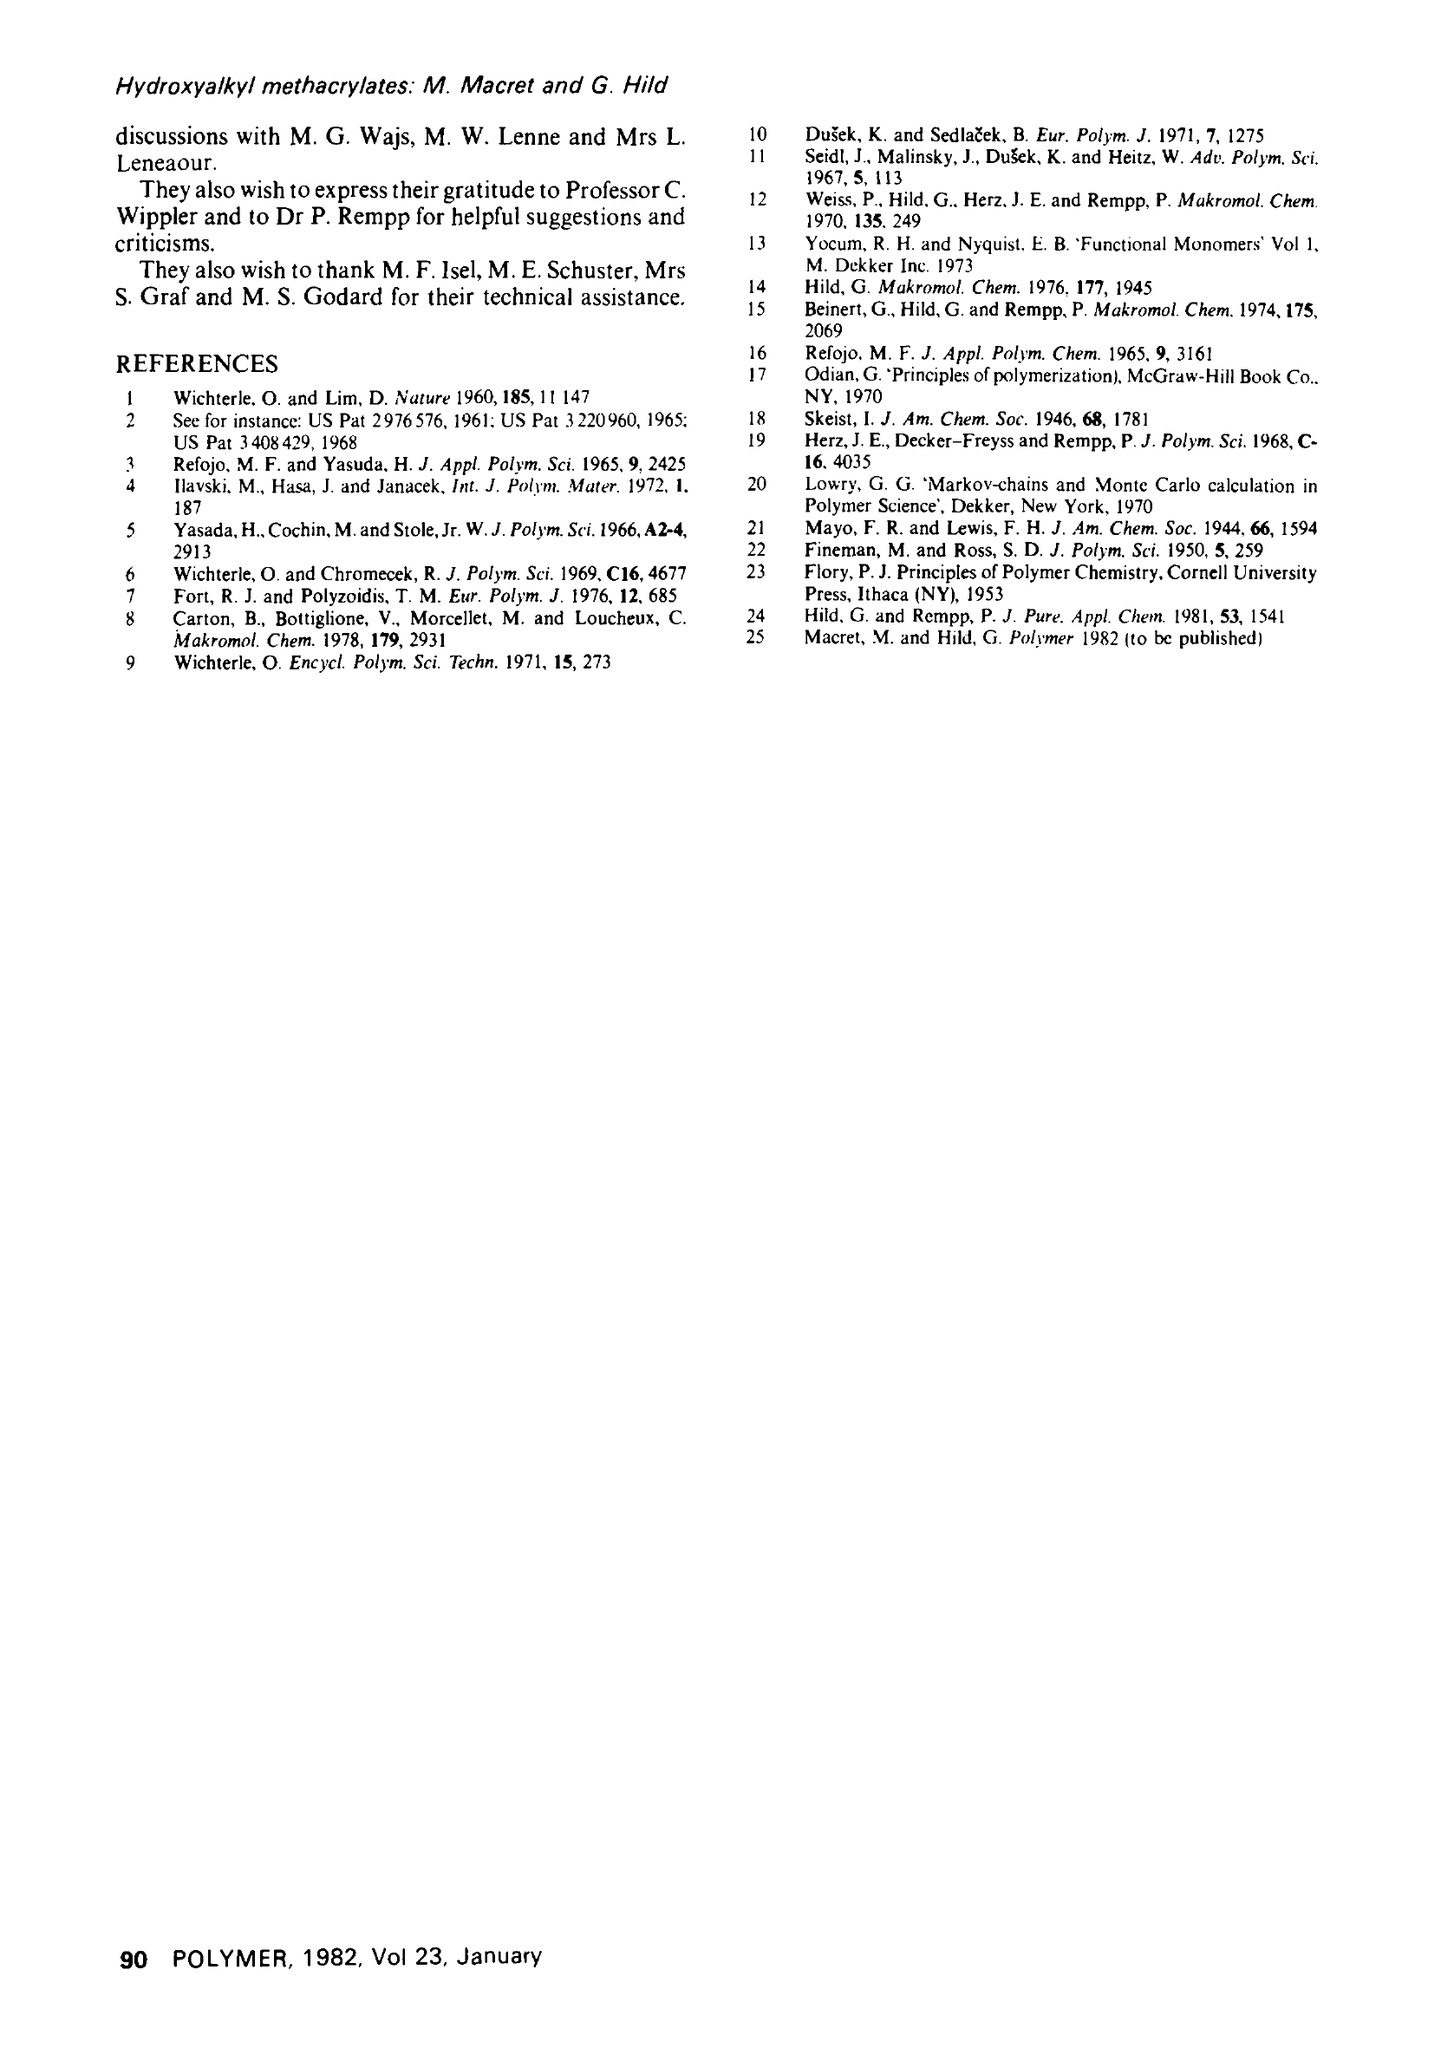 Hydroxyalkyl methacrylates: M. Macret and G. Hild
discussions with M. G. Wajs, M. W. Lenne and Mrs L.
Leneaour.
They also wish to express their gratitude to Professor C.
Wippler and to Dr P. Rempp for helpful suggestions and
criticisms.
They also wish to thank M. F. Isel, M. E. Schuster, Mrs
S. Graf and M. S. Godard for their technical assistance.
REFERENCES
1 Wichterle, O. and Lim, D. Nature 1960, 185, 11 147
2 See for instance: US Pat 2 976 576, 1961; US Pat 3 220 960, 1965;
US Pat 3 408 429, 1968
3 Refojo, M. F. and Yasuda, H. J. Appl. Polym. Sci. 1965, 9, 2425
4 Ilavski, M., Hasa, J. and Janacek, Int. J. Polym. Mater. 1972, 1,
187
5 Yasada, H., Cochin, M. and Stole, Jr. W. J. Polym. Sci. 1966, A2-4,
2913
6 Wichterle, O. and Chromecek, R. J. Polym. Sci. 1969, C16, 4677
7 Fort, R. J. and Polyzoidis, T. M. Eur. Polym. J. 1976, 12, 685
8 Carton, B., Bottiglione, V., Morcellet, M. and Loucheux, C.
Makromol. Chem. 1978, 179, 2931
9 Wichterle, O. Encycl. Polym. Sci. Techn. 1971, 15, 273
10 Dušek, K. and Sedlaček, B. Eur. Polym. J. 1971, 7, 1275
11 Seidl, J., Malinsky, J., Dušek, K. and Heitz, W. Adv. Polym. Sci.
1967, 5, 113
12 Weiss, P., Hild, G., Herz, J. E. and Rempp, P. Makromol. Chem.
1970, 135, 249
13 Yocum, R. H. and Nyquist, E. B. 'Functional Monomers' Vol 1,
M. Dekker Inc. 1973
14 Hild, G. Makromol. Chem. 1976, 177, 1945
15 Beinert, G., Hild, G. and Rempp, P. Makromol. Chem. 1974, 175,
2069
16 Refojo, M. F. J. Appl. Polym. Chem. 1965, 9, 3161
17 Odian, G. 'Principles of polymerization), McGraw-Hill Book Co.,
NY, 1970
18 Skeist, I. J. Am. Chem. Soc. 1946, 68, 1781
19 Herz, J. E., Decker–Freyss and Rempp, P. J. Polym. Sci. 1968, C-
16, 4035
20 Lowry, G. G. 'Markov-chains and Monte Carlo calculation in
Polymer Science', Dekker, New York, 1970
21 Mayo, F. R. and Lewis, F. H. J. Am. Chem. Soc. 1944, 66, 1594
22 Fineman, M. and Ross, S. D. J. Polym. Sci. 1950, 5, 259
23 Flory, P. J. Principles of Polymer Chemistry, Cornell University
Press, Ithaca (NY), 1953
24 Hild, G. and Rempp, P. J. Pure. Appl. Chem. 1981, 53, 1541
25 Macret, M. and Hild, G. Polymer 1982 (to be published)
90 POLYMER, 1982, Vol 23, January